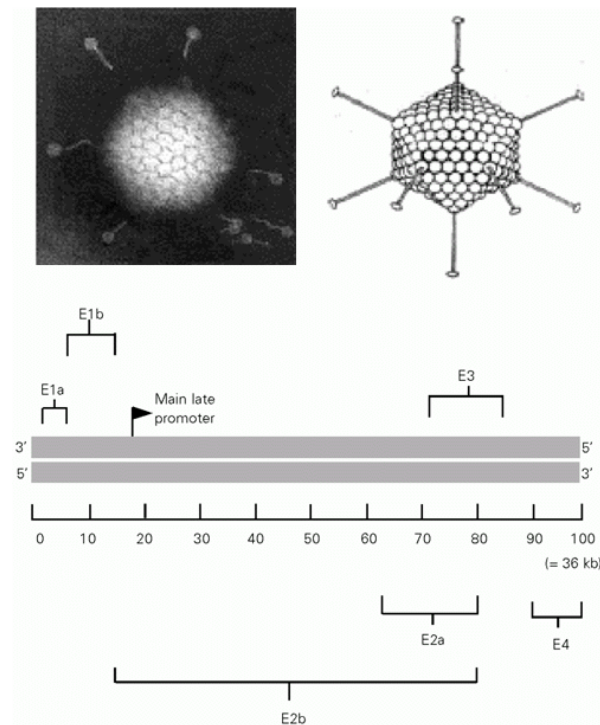 E1b
E1a
Main late
promoter
E3
3′
5′
5′
3′
0 10 20 30 40 50 60 70 80 90 100
(= 36 kb)
E2a
E4
E2b